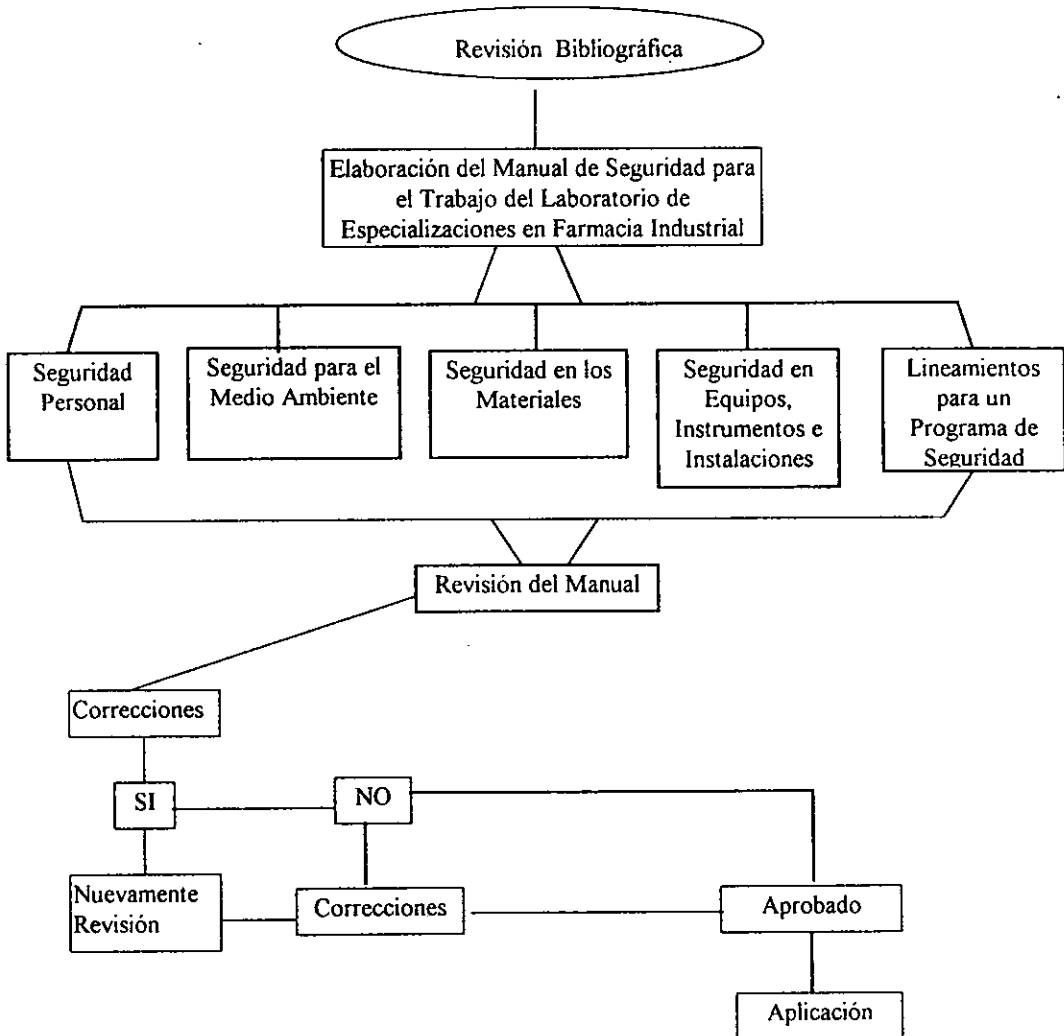 Revisión Bibliográfica
Elaboración del Manual de Seguridad para
el Trabajo del Laboratorio de
Especializaciones en Farmacia Industrial
Seguridad
Personal
Seguridad para el
Medio Ambiente
Seguridad en los
Materiales
Seguridad en
Equipos,
Instrumentos e
Instalaciones
Lineamientos
para un
Programa de
Seguridad
Revisión del Manual
Correcciones
SI
NO
Nuevamente
Revisión
Correcciones
Aprobado
Aplicación